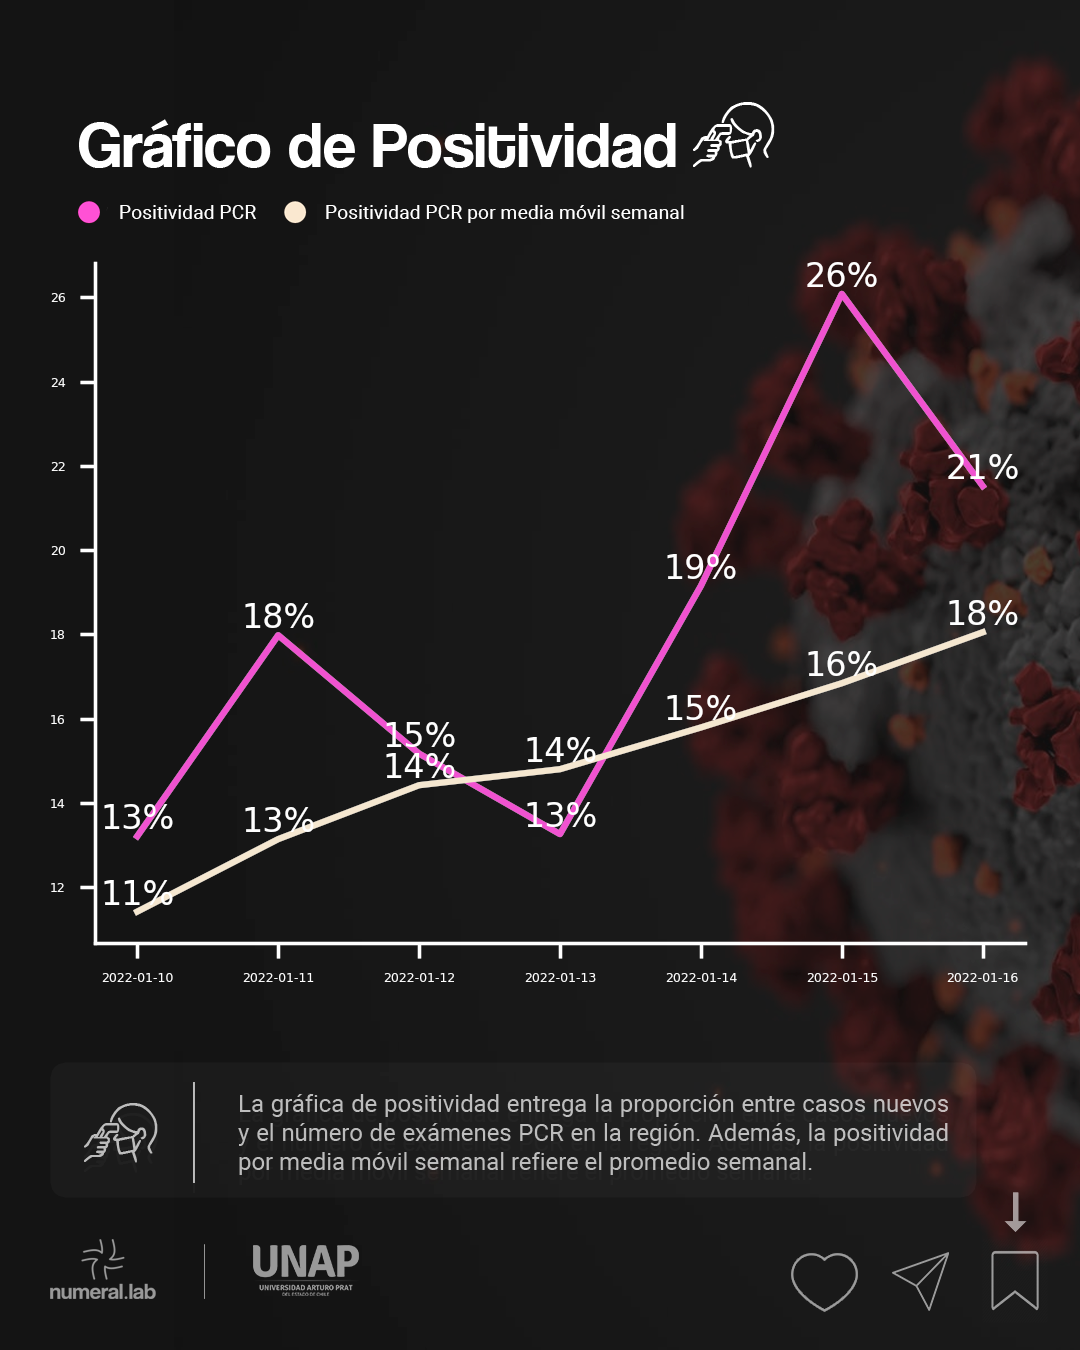 Gráfico de Positividad
Positividad PCR
Positividad PCR por media móvil semanal
26%
26
24
22
21%
20
19%
18%
18%
18
16%
16
15%
15%
14%
14%
14
13%
13%
13%
12
11%
2022-01-10 2022-01-11 2022-01-12 2022-01-13 2022-01-14 2022-01-15 2022-01-16
La gráfica de positividad entrega la proporción entre casos nuevos
y el número de exámenes PCR en la región. Además, la positividad
por media móvil semanal refiere el promedio semanal.
numeral.lab
UNAP
UNIVERSIDAD ARTURO PRAT
DEL ESTADO DE CHILE